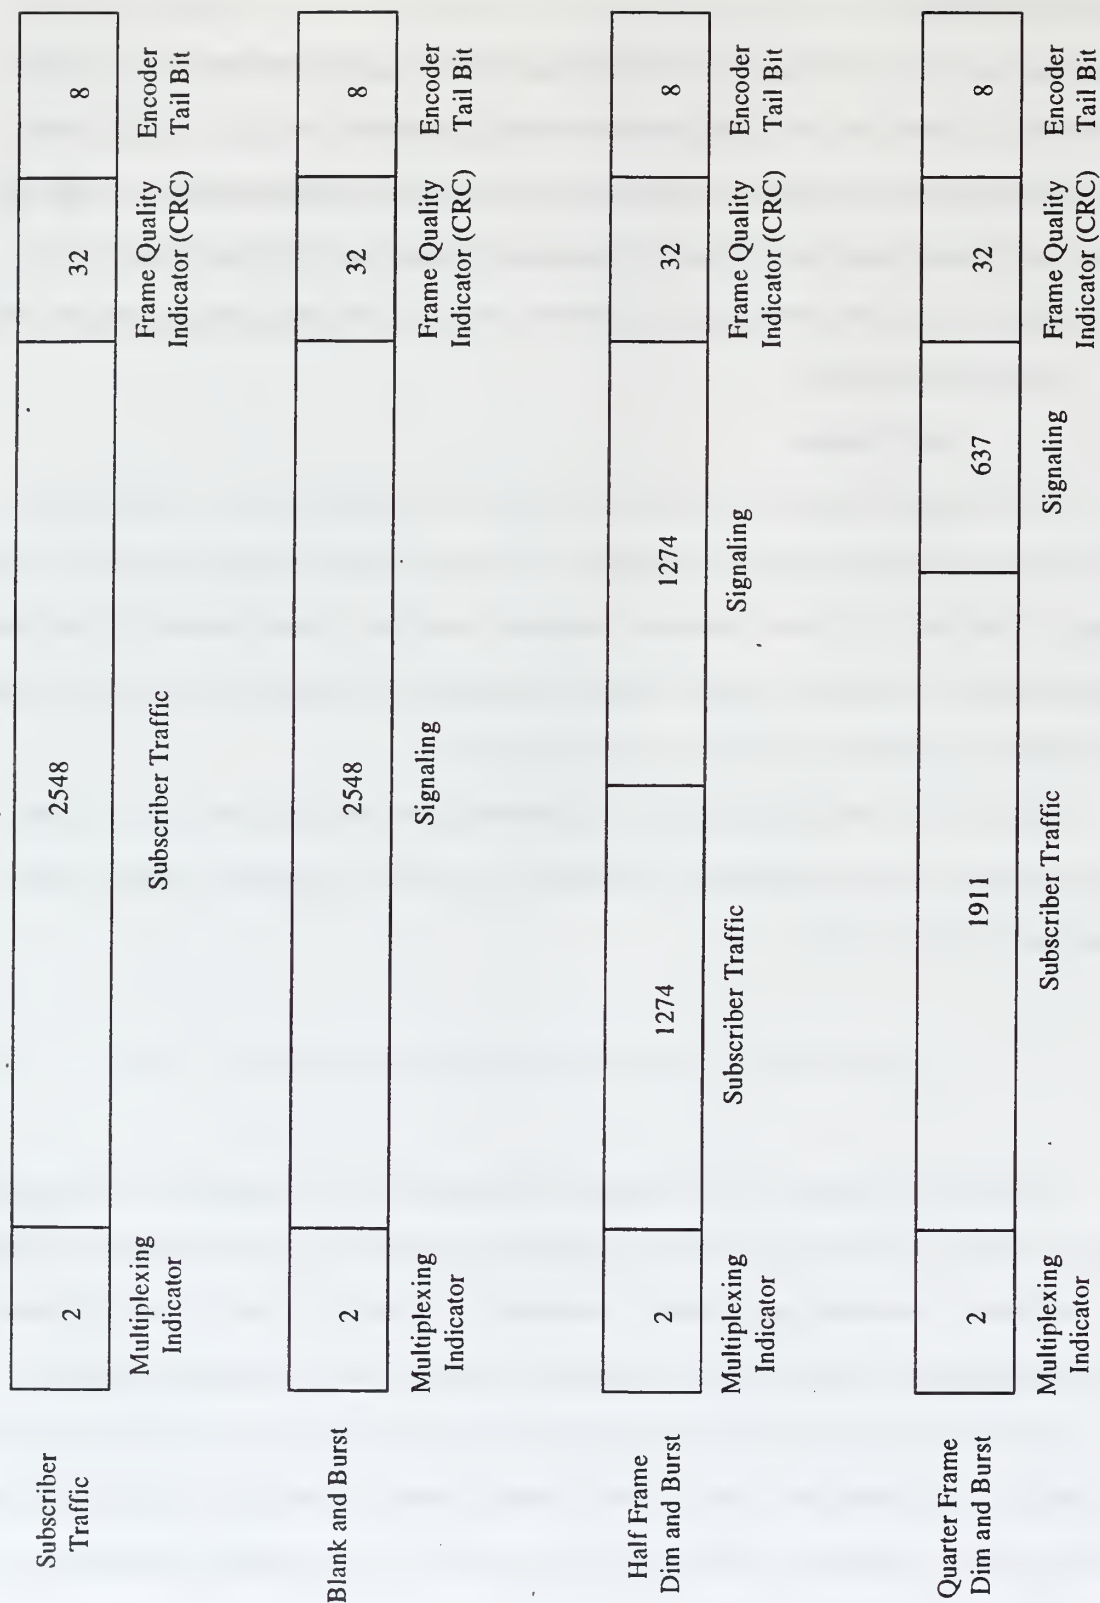 Subscriber
Traffic
2
2548
32
8
Multiplexing
Indicator
Subscriber Traffic
Frame Quality
Indicator (CRC)
Encoder
Tail Bit
Blank and Burst
2
2548
32
8
Multiplexing
Indicator
Signaling
Frame Quality
Indicator (CRC)
Encoder
Tail Bit
Half Frame
Dim and Burst
2
1274
1274
32
8
Multiplexing
Indicator
Subscriber Traffic
Signaling
Frame Quality
Indicator (CRC)
Encoder
Tail Bit
Quarter Frame
Dim and Burst
2
1911
637
32
8
Multiplexing
Indicator
Subscriber Traffic
Signaling
Frame Quality
Indicator (CRC)
Encoder
Tail Bit